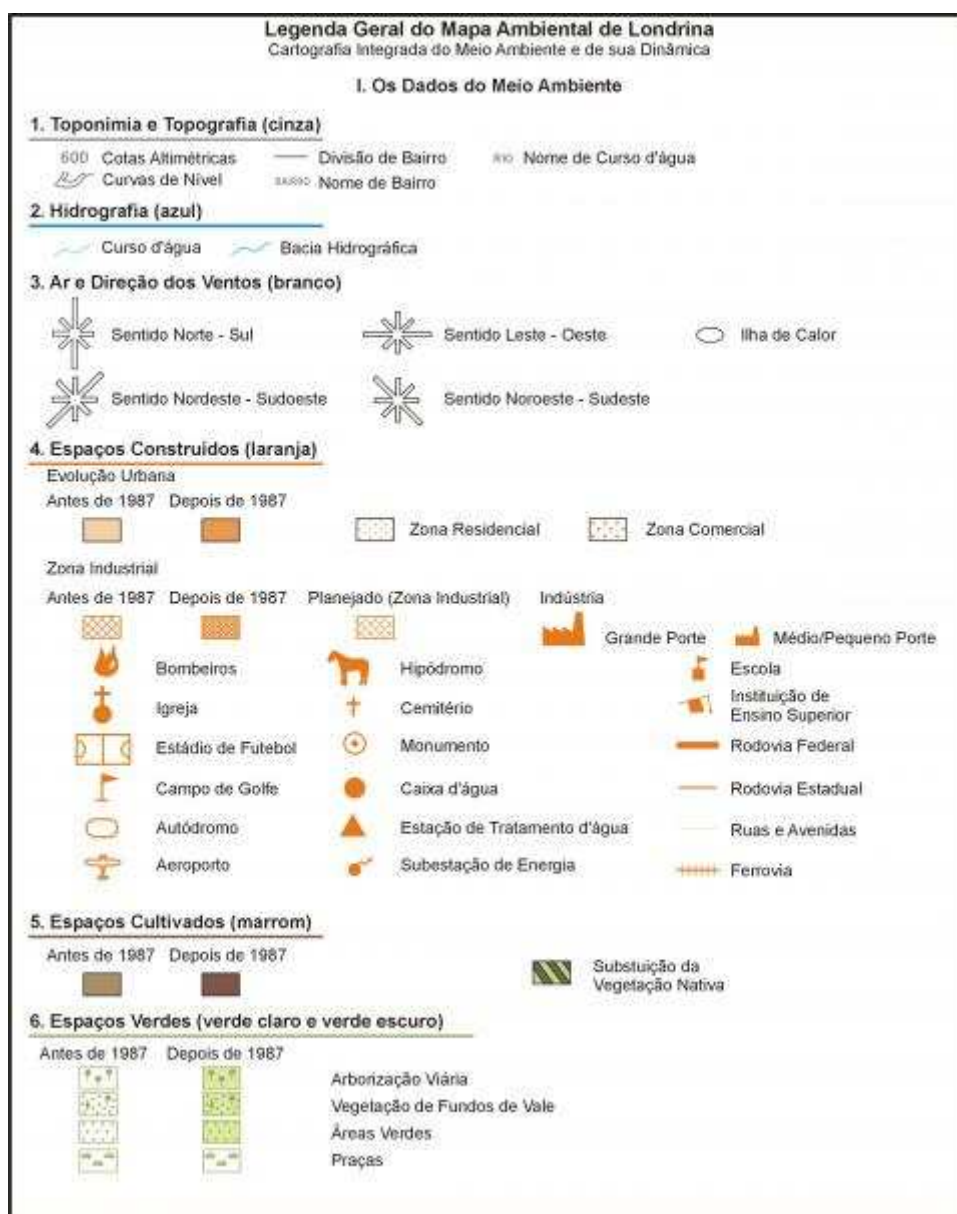 Legenda Geral do Mapa Ambiental de Londrina
Cartografia Integrada do Meio Ambiente e de sua Dinâmica
I. Os Dados do Meio Ambiente
1. Toponimia e Topografia (cinza)
600 Cotas Altimétricas Divisão de Bairro RIO Nome de Curso d'água
Curvas de Nível BAIRRO Nome de Bairro
2. Hidrografia (azul)
Curso d'água Bacia Hidrográfica
3. Ar e Direção dos Ventos (branco)
Sentido Norte - Sul Sentido Leste - Oeste Ilha de Calor
Sentido Nordeste - Sudoeste Sentido Noroeste - Sudeste
4. Espaços Construidos (laranja)
Evolução Urbana
Antes de 1987 Depois de 1987
Zona Residencial Zona Comercial
Zona Industrial
Antes de 1987 Depois de 1987 Planejado (Zona Industrial) Indústria
Grande Porte Médio/Pequeno Porte
Bombeiros Hipódromo Escola
Igreja Cemitério Instituição de
Ensino Superior
Estádio de Futebol Monumento Rodovia Federal
Campo de Golfe Caixa d'água Rodovia Estadual
Autódromo Estação de Tratamento d'água Ruas e Avenidas
Aeroporto Subestação de Energia Ferrovia
5. Espaços Cultivados (marrom)
Antes de 1987 Depois de 1987
Substuição da
Vegetação Nativa
6. Espaços Verdes (verde claro e verde escuro)
Antes de 1987 Depois de 1987
Arborização Viária
Vegetação de Fundos de Vale
Áreas Verdes
Praças